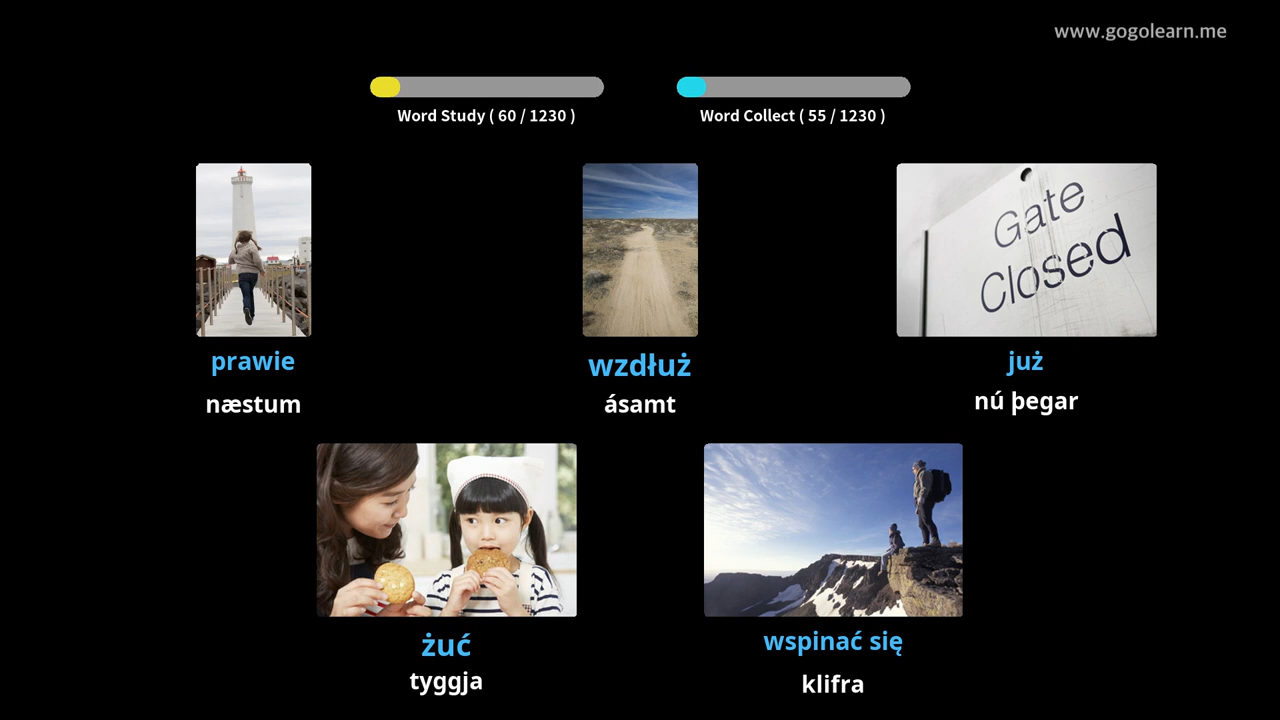 www.gogolearn.me
Word Study ( 60 / 1230 )
Word Collect ( 55 / 1230 )
Gate
Closed
prawie
wzdłuż
już
næstum
ásamt
nú þegar
żuć
wspinać się
tyggja
klifra